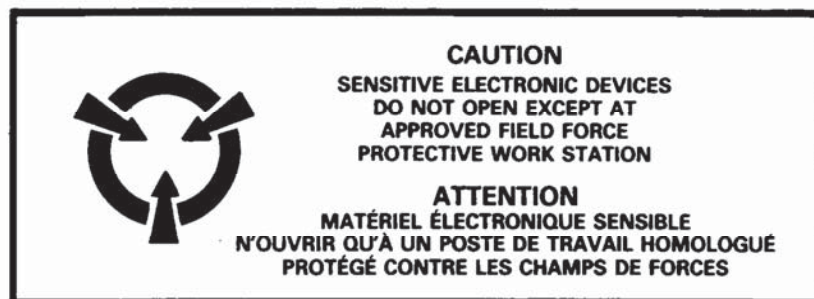 CAUTION
SENSITIVE ELECTRONIC DEVICES
DO NOT OPEN EXCEPT AT
APPROVED FIELD FORCE
PROTECTIVE WORK STATION
ATTENTION
MATÉRIEL ÉLECTRONIQUE SENSIBLE
N'OUVRIR QU'À UN POSTE DE TRAVAIL HOMOLOGUÉ
PROTÉGÉ CONTRE LES CHAMPS DE FORCES